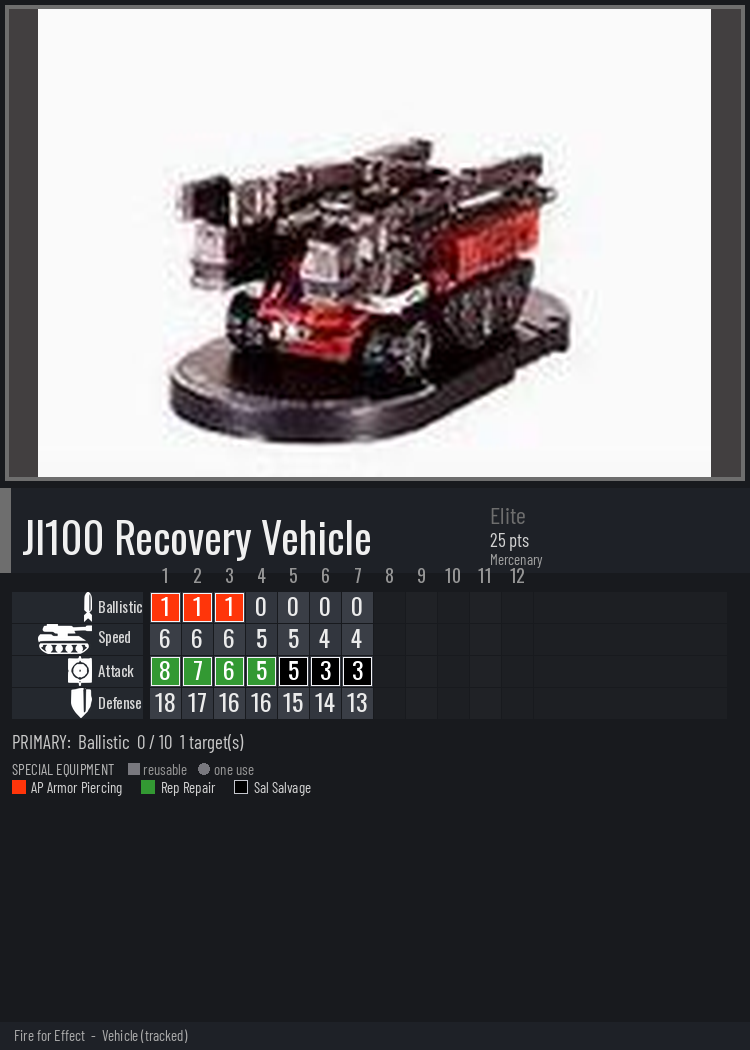 JI100 Recovery Vehicle
Elite
25 pts
Mercenary
1 2 3 4 5 6 7 8 9 10 11 12
Ballistic 1 1 1 0 0 0 0
Speed 6 6 6 5 5 4 4
Attack 8 7 6 5 5 3 3
Defense 18 17 16 16 15 14 13
PRIMARY: Ballistic 0 / 10 1 target(s)
SPECIAL EQUIPMENT reusable one use
AP Armor Piercing Rep Repair Sal Salvage
Fire for Effect - Vehicle (tracked)